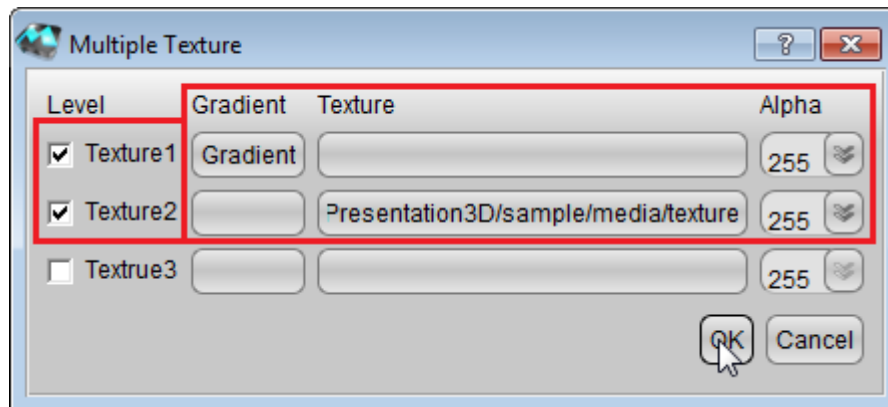 Multiple Texture
Level Gradient Texture Alpha
Texture1 Gradient 255
Texture2 Presentation3D/sample/media/texture 255
Textrue3 255
OK Cancel